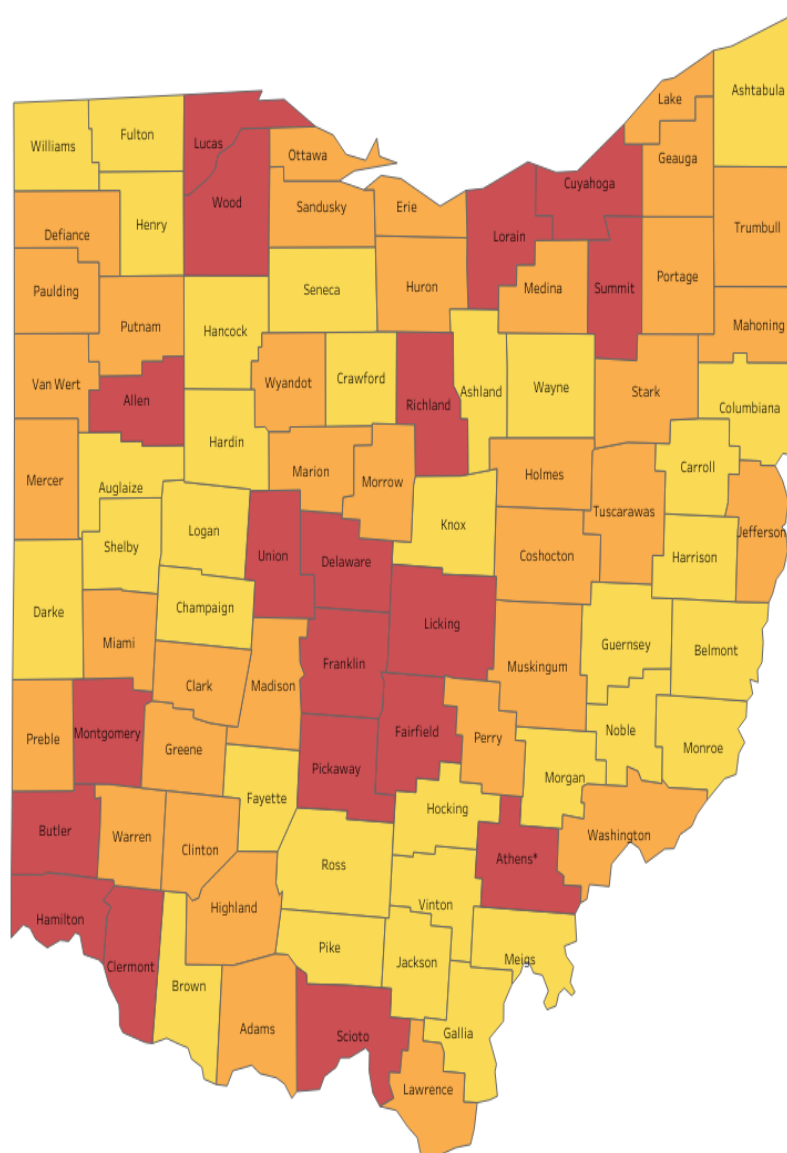 Ashtabula
Lake
Fulton
Williams
Lucas
Ottawa
Geauga
Cuyahoga
Wood
Sandusky
Erie
Henry
Defiance
Lorain
Trumbull
Paulding
Seneca
Huron
Medina
Summit
Portage
Putnam
Hancock
Mahoning
Van Wert
Allen
Wyandot
Crawford
Richland
Ashland
Wayne
Stark
Columbiana
Hardin
Mercer
Auglaize
Marion
Morrow
Holmes
Carroll
Tuscarawas
Jefferson
Shelby
Logan
Union
Delaware
Knox
Coshocton
Harrison
Darke
Champaign
Licking
Miami
Franklin
Guernsey
Belmont
Muskingum
Clark
Madison
Preble
Montgomery
Greene
Fairfield
Perry
Noble
Monroe
Pickaway
Morgan
Fayette
Hocking
Butler
Warren
Clinton
Washington
Ross
Athens*
Hamilton
Highland
Vinton
Clermont
Pike
Jackson
Meigs
Brown
Adams
Scioto
Gallia
Lawrence